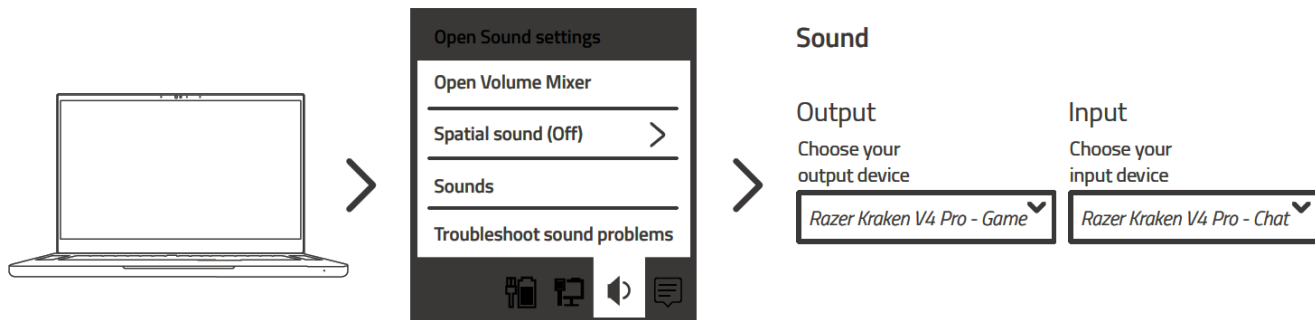 Open Sound settings
Open Volume Mixer
Spatial sound (Off)
Sounds
Troubleshoot sound problems
Sound
Output
Choose your
output device
Razer Kraken V4 Pro - Game
Input
Choose your
input device
Razer Kraken V4 Pro - Chat